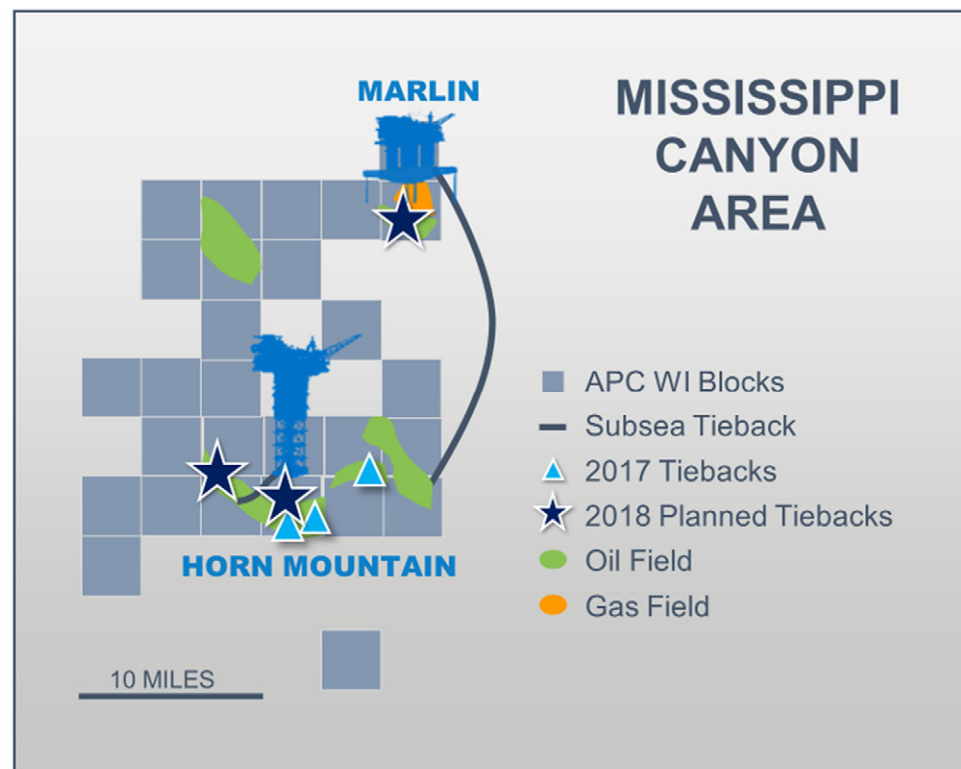 MARLIN
MISSISSIPPI
CANYON
AREA
APC WI Blocks
Subsea Tieback
2017 Tiebacks
2018 Planned Tiebacks
Oil Field
Gas Field
HORN MOUNTAIN
10 MILES